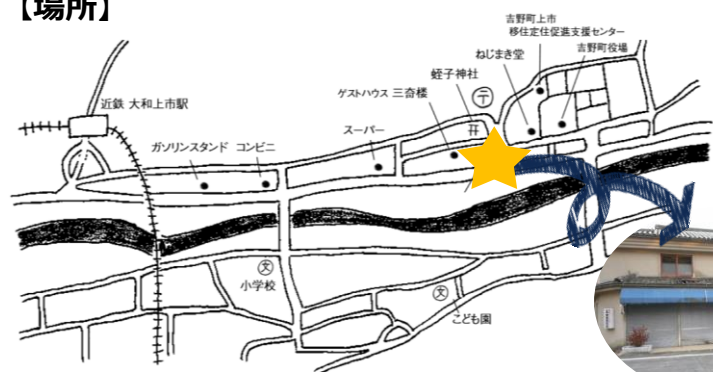 【場所】
吉野町上市
移住定住促進支援センター
ねじまき堂
吉野町役場
蛭子神社
ゲストハウス 三奇楼
近鉄 大和上市駅
スーパー
ガソリンスタンド
コンビニ
小学校
こども園
〒
文
文